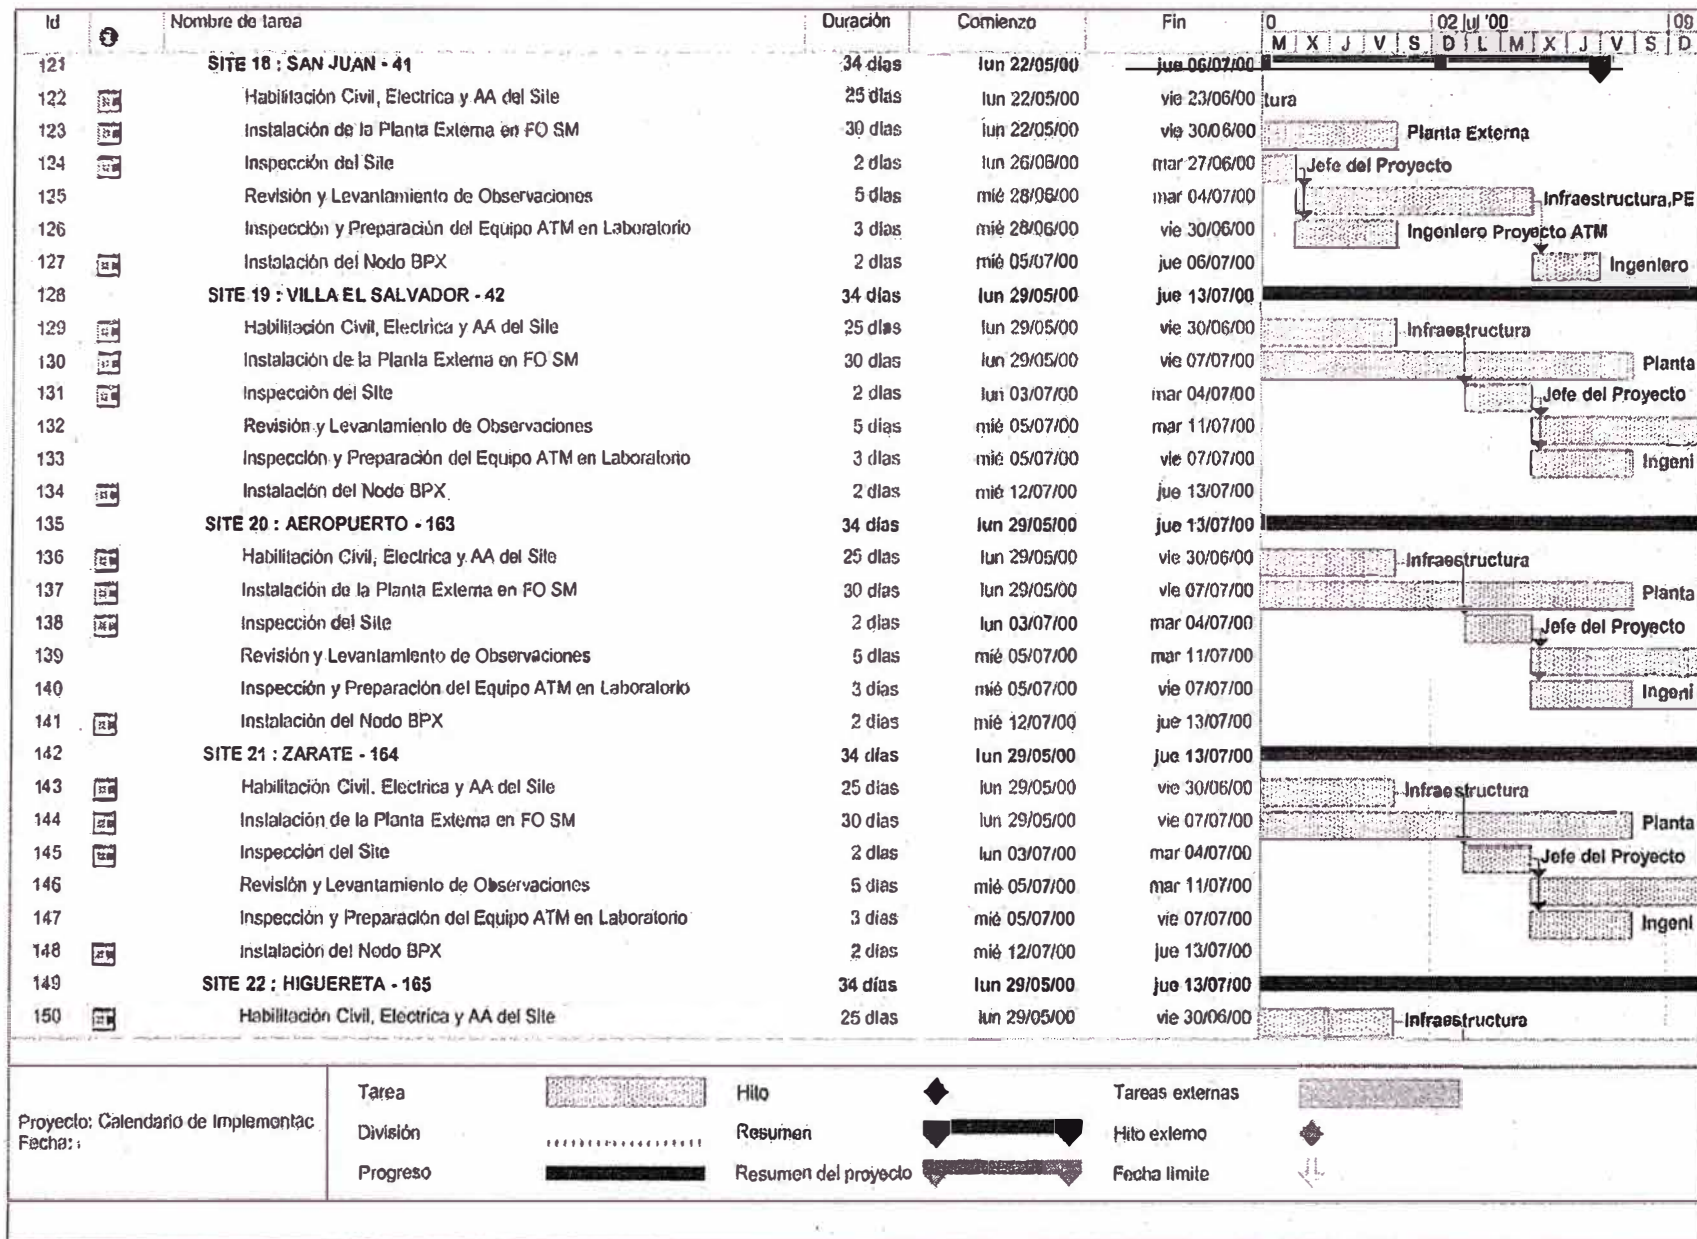 Id Nombre de tarea Duración Comienzo Fin 02 jul '00 09
M X J V S D L M X J V S D
121 SITE 18 : SAN JUAN - 41 34 días lun 22/05/00 jue 06/07/00
122 Habilitación Civil, Electrica y AA del Site 25 días lun 22/05/00 vie 23/06/00 tura
123 Instalación de la Planta Externa en FO SM 30 días lun 22/05/00 vie 30/06/00 Planta Externa
124 Inspección del Site 2 días lun 26/06/00 mar 27/06/00 Jefe del Proyecto
125 Revisión y Levantamiento de Observaciones 5 días mié 28/06/00 mar 04/07/00 Infraestructura,PE
126 Inspección y Preparación del Equipo ATM en Laboratorio 3 días mié 28/06/00 vie 30/06/00 Ingeniero Proyecto ATM
127 Instalación del Nodo BPX 2 días mié 05/07/00 jue 06/07/00 Ingeniero
128 SITE 19 : VILLA EL SALVADOR - 42 34 días lun 29/05/00 jue 13/07/00
129 Habilitación Civil, Electrica y AA del Site 25 días lun 29/05/00 vie 30/06/00 Infraestructura
130 Instalación de la Planta Externa en FO SM 30 días lun 29/05/00 vie 07/07/00 Planta
131 Inspección del Site 2 días lun 03/07/00 mar 04/07/00 Jefe del Proyecto
132 Revisión y Levantamiento de Observaciones 5 días mié 05/07/00 mar 11/07/00
133 Inspección y Preparación del Equipo ATM en Laboratorio 3 días mié 05/07/00 vie 07/07/00 Ingeni
134 Instalación del Nodo BPX 2 días mié 12/07/00 jue 13/07/00
135 SITE 20 : AEROPUERTO - 163 34 días lun 29/05/00 jue 13/07/00
136 Habilitación Civil, Electrica y AA del Site 25 días lun 29/05/00 vie 30/06/00 Infraestructura
137 Instalación de la Planta Externa en FO SM 30 días lun 29/05/00 vie 07/07/00 Planta
138 Inspección del Site 2 días lun 03/07/00 mar 04/07/00 Jefe del Proyecto
139 Revisión y Levantamiento de Observaciones 5 días mié 05/07/00 mar 11/07/00
140 Inspección y Preparación del Equipo ATM en Laboratorio 3 días mié 05/07/00 vie 07/07/00 Ingeni
141 Instalación del Nodo BPX 2 días mié 12/07/00 jue 13/07/00
142 SITE 21 : ZARATE - 164 34 días lun 29/05/00 jue 13/07/00
143 Habilitación Civil, Electrica y AA del Site 25 días lun 29/05/00 vie 30/06/00 Infraestructura
144 Instalación de la Planta Externa en FO SM 30 días lun 29/05/00 vie 07/07/00 Planta
145 Inspección del Site 2 días lun 03/07/00 mar 04/07/00 Jefe del Proyecto
146 Revisión y Levantamiento de Observaciones 5 días mié 05/07/00 mar 11/07/00
147 Inspección y Preparación del Equipo ATM en Laboratorio 3 días mié 05/07/00 vie 07/07/00 Ingeni
148 Instalación del Nodo BPX 2 días mié 12/07/00 jue 13/07/00
149 SITE 22 : HIGUERETA - 165 34 días lun 29/05/00 jue 13/07/00
150 Habilitación Civil, Electrica y AA del Site 25 días lun 29/05/00 vie 30/06/00 Infraestructura
Tarea Hito Tareas externas
Proyecto: Calendario de Implementac
Fecha:
División Resumen Hito externo
Progreso Resumen del proyecto Fecha límite